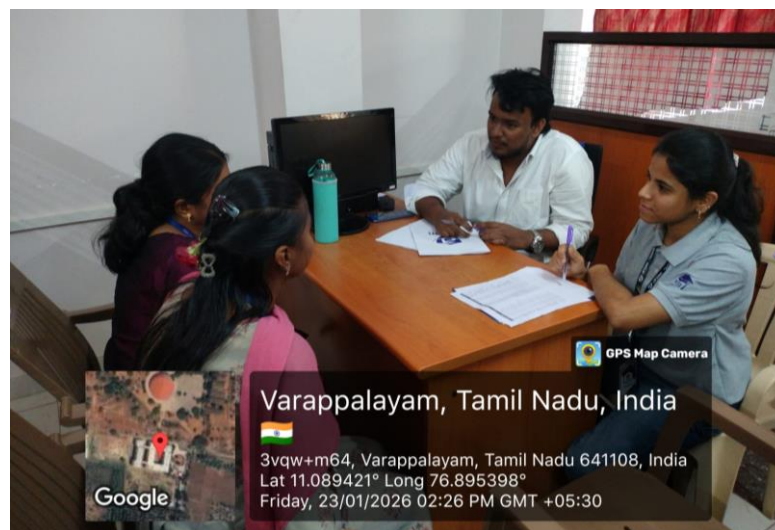 GPS Map Camera
Varappalayam, Tamil Nadu, India
3vqw+m64, Varappalayam, Tamil Nadu 641108, India
Lat 11.089421° Long 76.895398°
Friday, 23/01/2026 02:26 PM GMT +05:30
Google